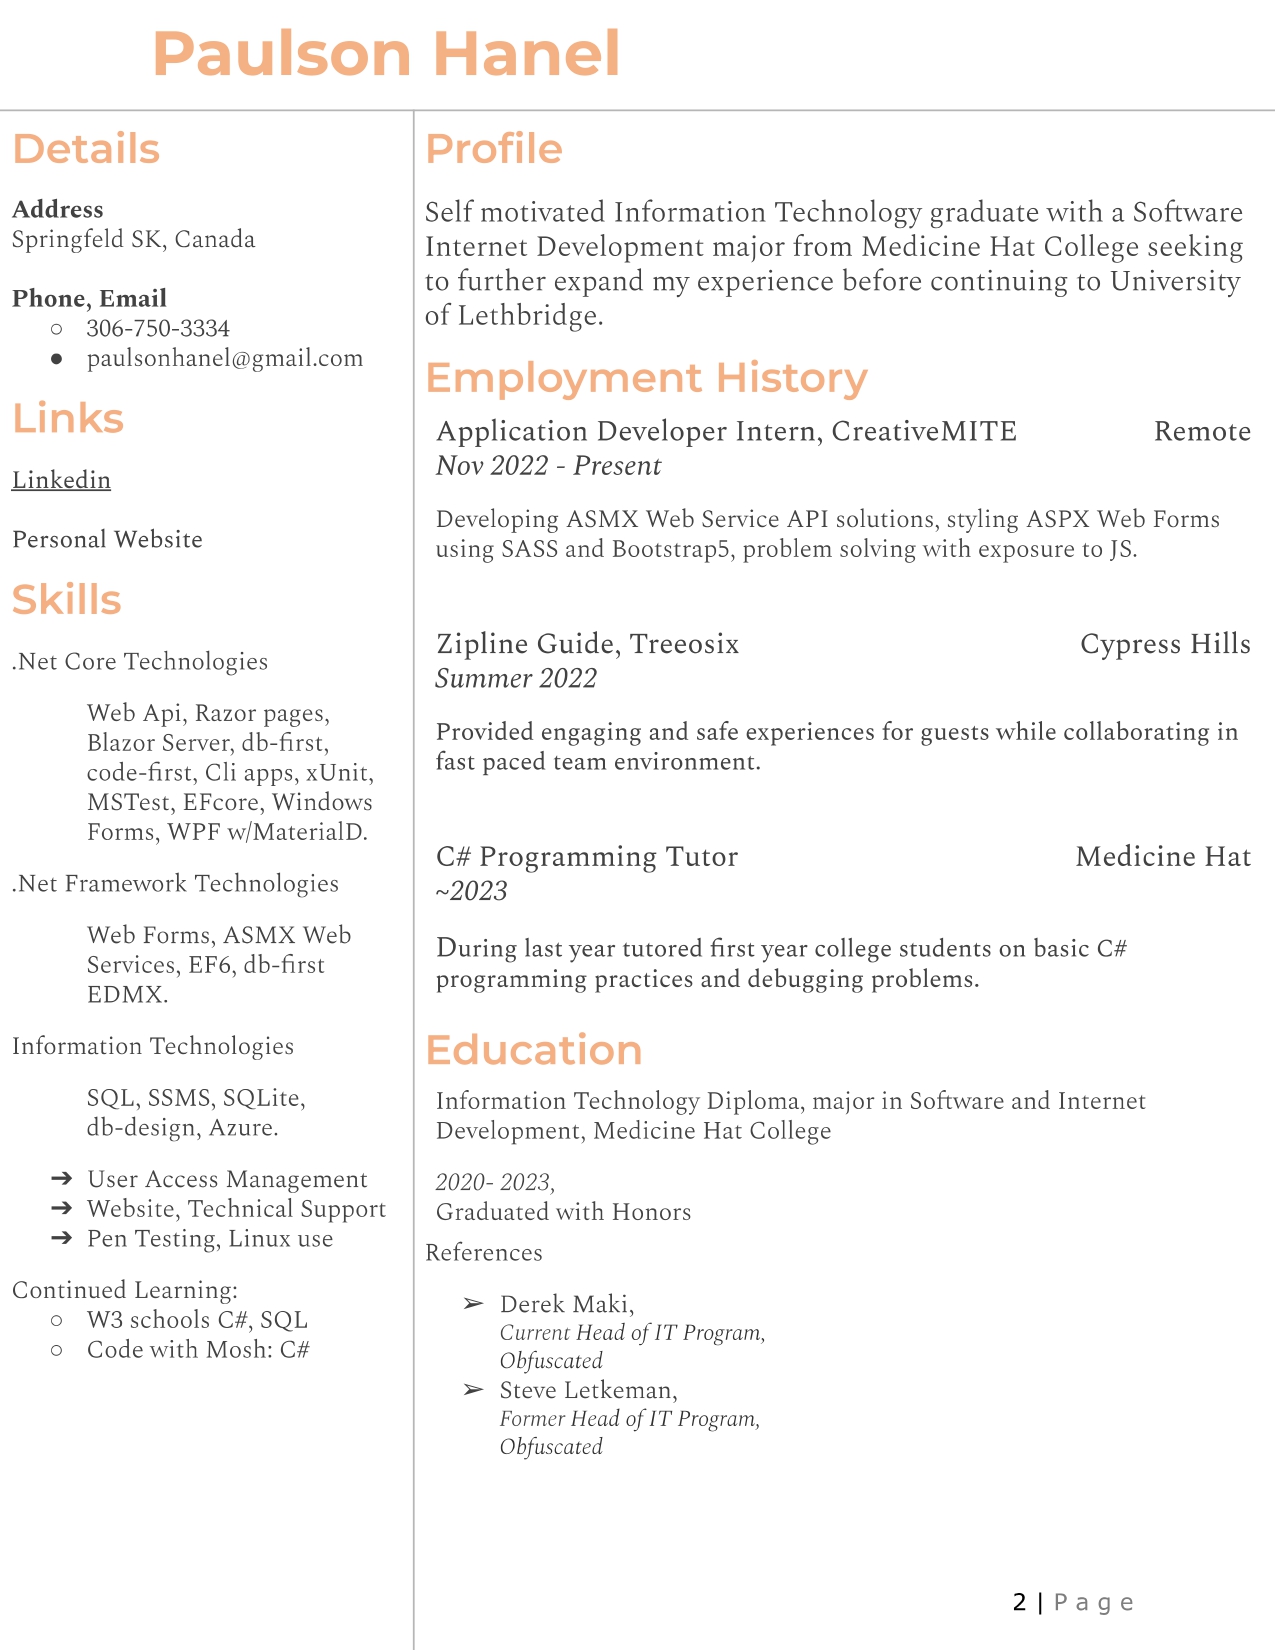 Paulson Hanel
Details
Address
Springfeld SK, Canada
Phone, Email
○ 306-750-3334
● paulsonhanel@gmail.com
Links
Linkedin
Personal Website
Skills
.Net Core Technologies
Web Api, Razor pages,
Blazor Server, db-first,
code-first, Cli apps, xUnit,
MSTest, EFcore, Windows
Forms, WPF w/MaterialD.
.Net Framework Technologies
Web Forms, ASMX Web
Services, EF6, db-first
EDMX.
Information Technologies
SQL, SSMS, SQLite,
db-design, Azure.
➔ User Access Management
➔ Website, Technical Support
➔ Pen Testing, Linux use
Continued Learning:
○ W3 schools C#, SQL
○ Code with Mosh: C#
Profile
Self motivated Information Technology graduate with a Software
Internet Development major from Medicine Hat College seeking
to further expand my experience before continuing to University
of Lethbridge.
Employment History
Application Developer Intern, CreativeMITE Remote
Nov 2022 - Present
Developing ASMX Web Service API solutions, styling ASPX Web Forms
using SASS and Bootstrap5, problem solving with exposure to JS.
Zipline Guide, Treeosix Cypress Hills
Summer 2022
Provided engaging and safe experiences for guests while collaborating in
fast paced team environment.
C# Programming Tutor Medicine Hat
~2023
During last year tutored first year college students on basic C#
programming practices and debugging problems.
Education
Information Technology Diploma, major in Software and Internet
Development, Medicine Hat College
2020- 2023,
Graduated with Honors
References
➢ Derek Maki,
Current Head of IT Program,
Obfuscated
➢ Steve Letkeman,
Former Head of IT Program,
Obfuscated
2 | Page